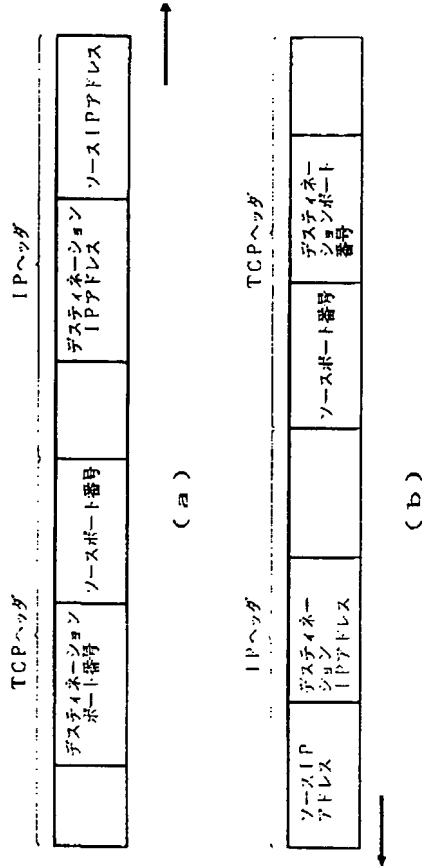 TCPヘッダ
IPヘッダ
デスティネーション
ポート番号
ソースポート番号
デスティネーション
IPアドレス
ソースIPアドレス
(a)
IPヘッダ
TCPヘッダ
ソースIP
アドレス
デスティネー
ション
IPアドレス
ソースポート番号
デスティネー
ションポート
番号
(b)